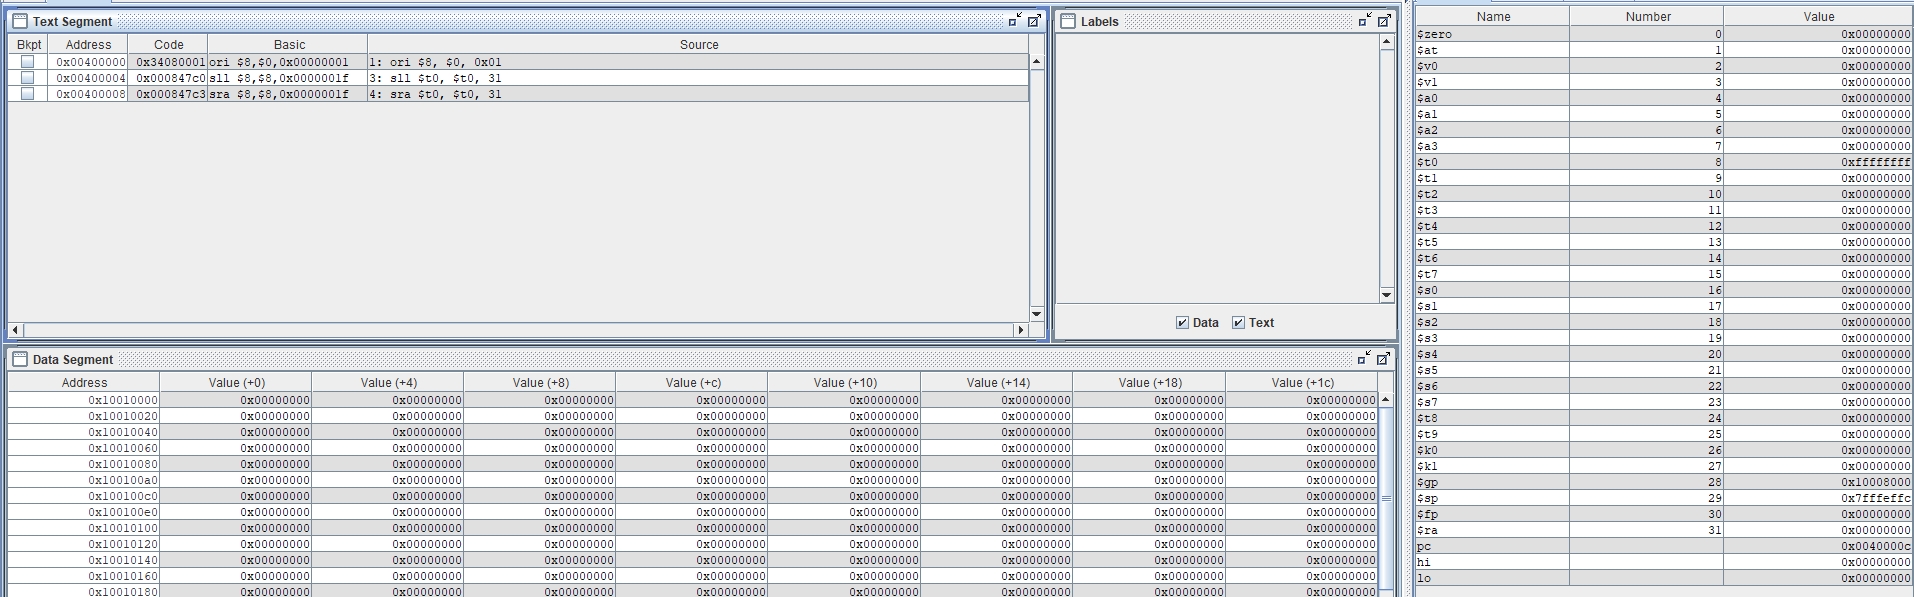 Text Segment
Bkpt Address Code Basic Source
0x00400000 0x34080001 ori $8,$0,0x00000001 1: ori $8, $0, 0x01
0x00400004 0x000847c0 sll $8,$8,0x0000001f 3: sll $t0, $t0, 31
0x00400008 0x000847c3 sra $8,$8,0x0000001f 4: sra $t0, $t0, 31
Labels
Data Text
Data Segment
Address Value (+0) Value (+4) Value (+8) Value (+c) Value (+10) Value (+14) Value (+18) Value (+1c)
0x10010000 0x00000000 0x00000000 0x00000000 0x00000000 0x00000000 0x00000000 0x00000000 0x00000000
0x10010020 0x00000000 0x00000000 0x00000000 0x00000000 0x00000000 0x00000000 0x00000000 0x00000000
0x10010040 0x00000000 0x00000000 0x00000000 0x00000000 0x00000000 0x00000000 0x00000000 0x00000000
0x10010060 0x00000000 0x00000000 0x00000000 0x00000000 0x00000000 0x00000000 0x00000000 0x00000000
0x10010080 0x00000000 0x00000000 0x00000000 0x00000000 0x00000000 0x00000000 0x00000000 0x00000000
0x100100a0 0x00000000 0x00000000 0x00000000 0x00000000 0x00000000 0x00000000 0x00000000 0x00000000
0x100100c0 0x00000000 0x00000000 0x00000000 0x00000000 0x00000000 0x00000000 0x00000000 0x00000000
0x100100e0 0x00000000 0x00000000 0x00000000 0x00000000 0x00000000 0x00000000 0x00000000 0x00000000
0x10010100 0x00000000 0x00000000 0x00000000 0x00000000 0x00000000 0x00000000 0x00000000 0x00000000
0x10010120 0x00000000 0x00000000 0x00000000 0x00000000 0x00000000 0x00000000 0x00000000 0x00000000
0x10010140 0x00000000 0x00000000 0x00000000 0x00000000 0x00000000 0x00000000 0x00000000 0x00000000
0x10010160 0x00000000 0x00000000 0x00000000 0x00000000 0x00000000 0x00000000 0x00000000 0x00000000
0x10010180 0x00000000 0x00000000 0x00000000 0x00000000 0x00000000 0x00000000 0x00000000 0x00000000
Name Number Value
$zero 0 0x00000000
$at 1 0x00000000
$v0 2 0x00000000
$v1 3 0x00000000
$a0 4 0x00000000
$a1 5 0x00000000
$a2 6 0x00000000
$a3 7 0x00000000
$t0 8 0xffffffff
$t1 9 0x00000000
$t2 10 0x00000000
$t3 11 0x00000000
$t4 12 0x00000000
$t5 13 0x00000000
$t6 14 0x00000000
$t7 15 0x00000000
$s0 16 0x00000000
$s1 17 0x00000000
$s2 18 0x00000000
$s3 19 0x00000000
$s4 20 0x00000000
$s5 21 0x00000000
$s6 22 0x00000000
$s7 23 0x00000000
$t8 24 0x00000000
$t9 25 0x00000000
$k0 26 0x00000000
$k1 27 0x00000000
$gp 28 0x10008000
$sp 29 0x7fffeffc
$fp 30 0x00000000
$ra 31 0x00000000
pc 0x0040000c
hi 0x00000000
lo 0x00000000